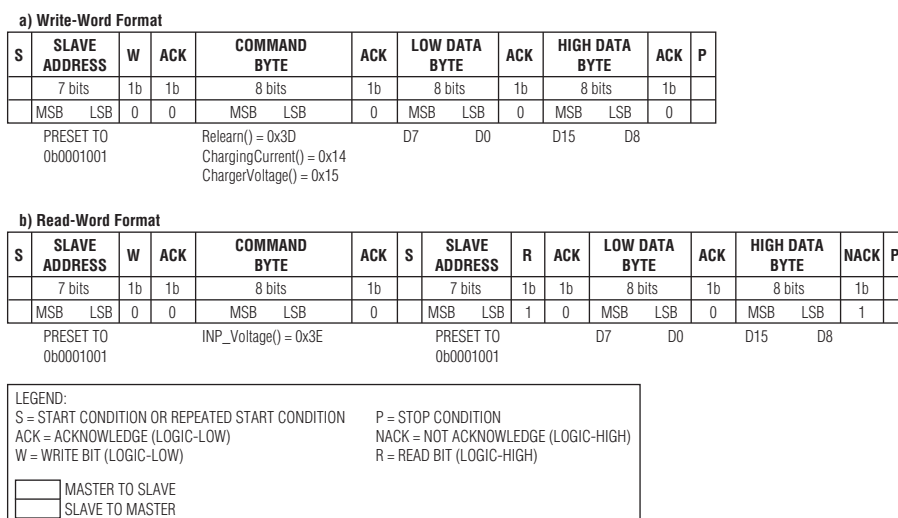 a) Write-Word Format
S SLAVE ADDRESS W ACK COMMAND BYTE ACK LOW DATA BYTE ACK HIGH DATA BYTE ACK P
7 bits 1b 1b 8 bits 1b 8 bits 1b 8 bits 1b
MSB LSB 0 0 MSB LSB 0 MSB LSB 0 MSB LSB 0
PRESET TO 0b0001001 Relearn() = 0x3D D7 D0 D15 D8
ChargingCurrent() = 0x14
ChargerVoltage() = 0x15
b) Read-Word Format
S SLAVE ADDRESS W ACK COMMAND BYTE ACK S SLAVE ADDRESS R ACK LOW DATA BYTE ACK HIGH DATA BYTE NACK P
7 bits 1b 1b 8 bits 1b 7 bits 1b 1b 8 bits 1b 8 bits 1b
MSB LSB 0 0 MSB LSB 0 MSB LSB 1 0 MSB LSB 0 MSB LSB 1
PRESET TO 0b0001001 INP_Voltage() = 0x3E PRESET TO 0b0001001 D7 D0 D15 D8
LEGEND:
S = START CONDITION OR REPEATED START CONDITION P = STOP CONDITION
ACK = ACKNOWLEDGE (LOGIC-LOW) NACK = NOT ACKNOWLEDGE (LOGIC-HIGH)
W = WRITE BIT (LOGIC-LOW) R = READ BIT (LOGIC-HIGH)
MASTER TO SLAVE
SLAVE TO MASTER